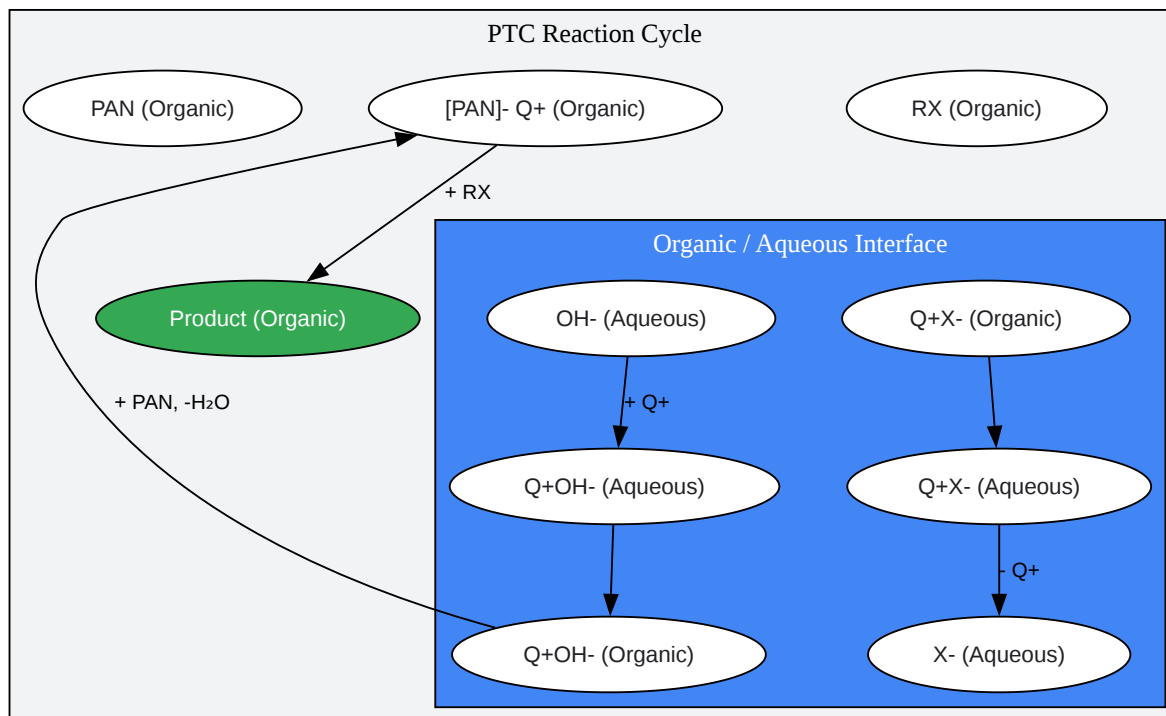 PTC Reaction Cycle
PAN (Organic)
[PAN]- Q+ (Organic)
RX (Organic)
+ RX
Organic / Aqueous Interface
Product (Organic)
OH- (Aqueous)
Q+X- (Organic)
+ PAN, -H₂O
+ Q+
Q+OH- (Aqueous)
Q+X- (Aqueous)
- Q+
Q+OH- (Organic)
X- (Aqueous)